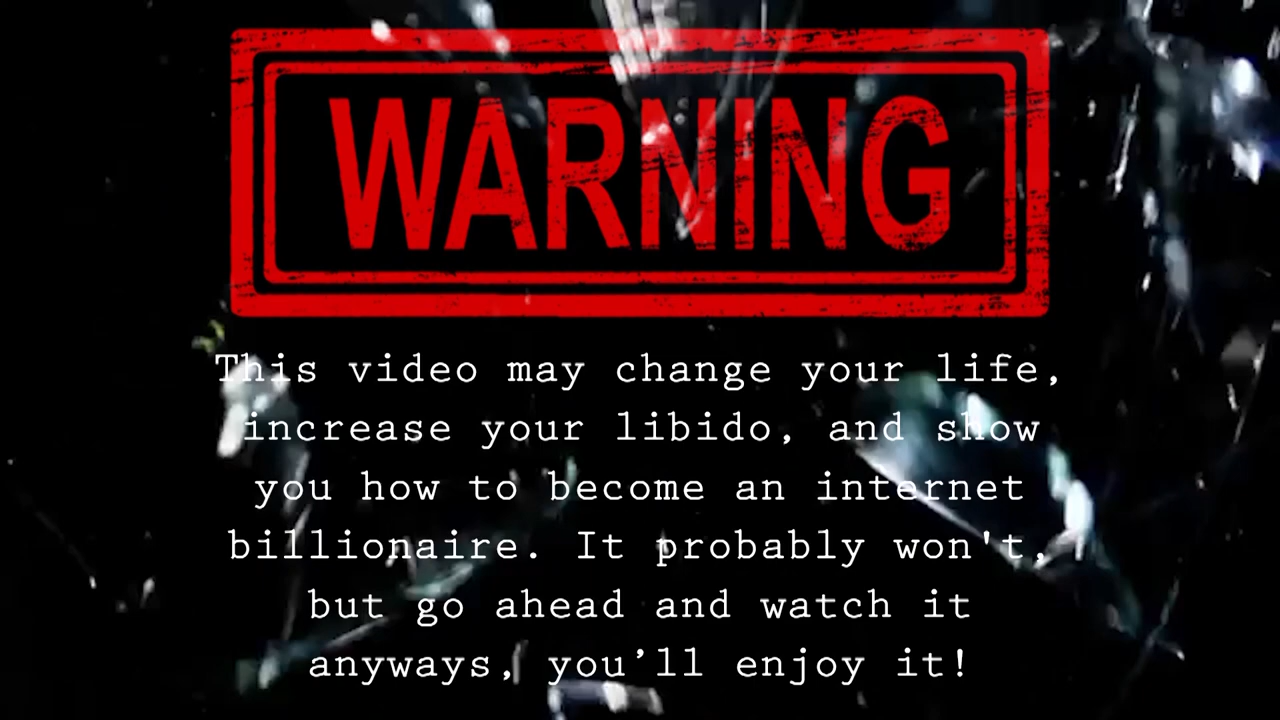 WARNING
This video may change your life,
increase your libido, and show
you how to become an internet
billionaire. It probably won't,
but go ahead and watch it
anyways, you’ll enjoy it!